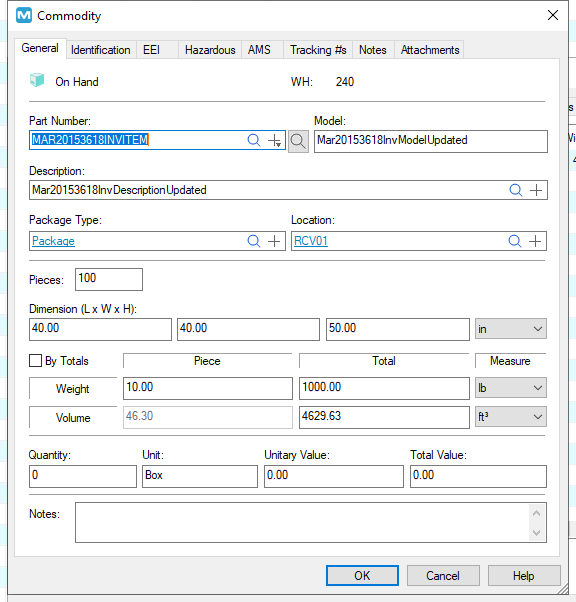 Commodity
General Identification EEI Hazardous AMS Tracking #s Notes Attachments
On Hand WH: 240
Part Number: Model:
MAR20153618INVITEM Mar20153618InvModelUpdated
Description:
Mar20153618InvDescriptionUpdated
Package Type: Location:
Package RCV01
Pieces: 100
Dimension (L x W x H):
40.00 40.00 50.00 in
By Totals Piece Total Measure
Weight 10.00 1000.00 lb
Volume 46.30 4629.63 ft³
Quantity: Unit: Unitary Value: Total Value:
0 Box 0.00 0.00
Notes:
OK Cancel Help